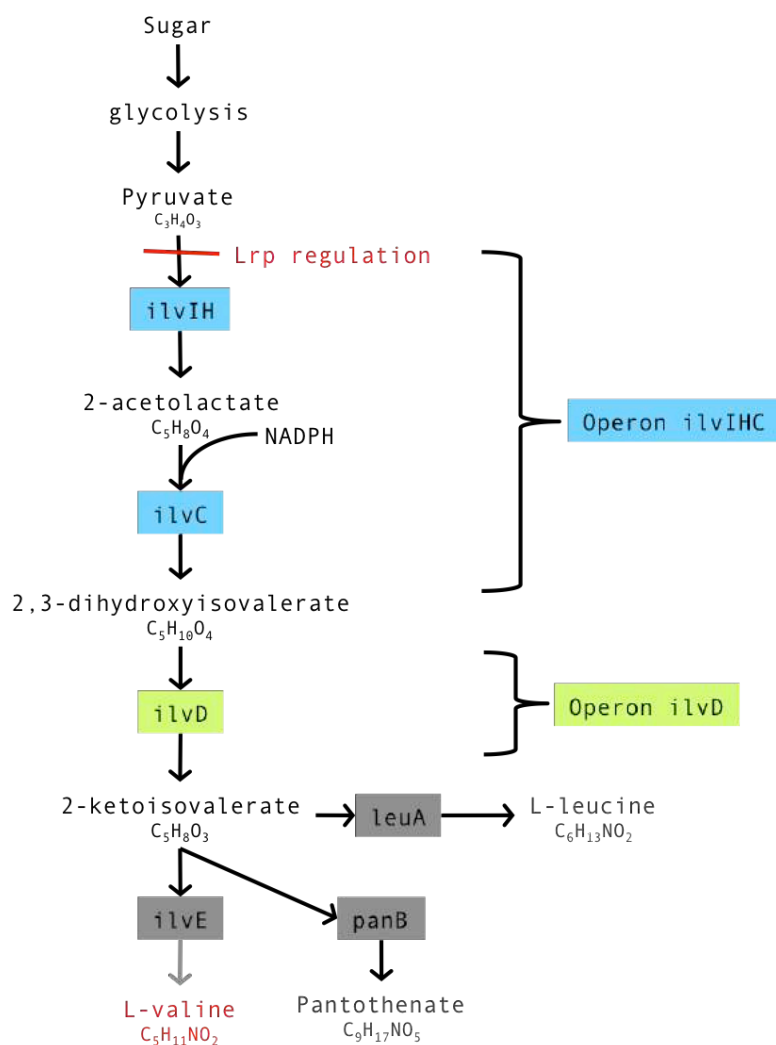 Sugar
glycolysis
Pyruvate
C₃H₄O₃
Lrp regulation
ilvIH
2-acetolactate
C₅H₈O₄
NADPH
Operon ilvIHC
ilvC
2,3-dihydroxyisovalerate
C₅H₁₀O₄
ilvD
Operon ilvD
2-ketoisovalerate
C₅H₈O₃
leuA
L-leucine
C₆H₁₃NO₂
ilvE
panB
L-valine
C₅H₁₁NO₂
Pantothenate
C₉H₁₇NO₅